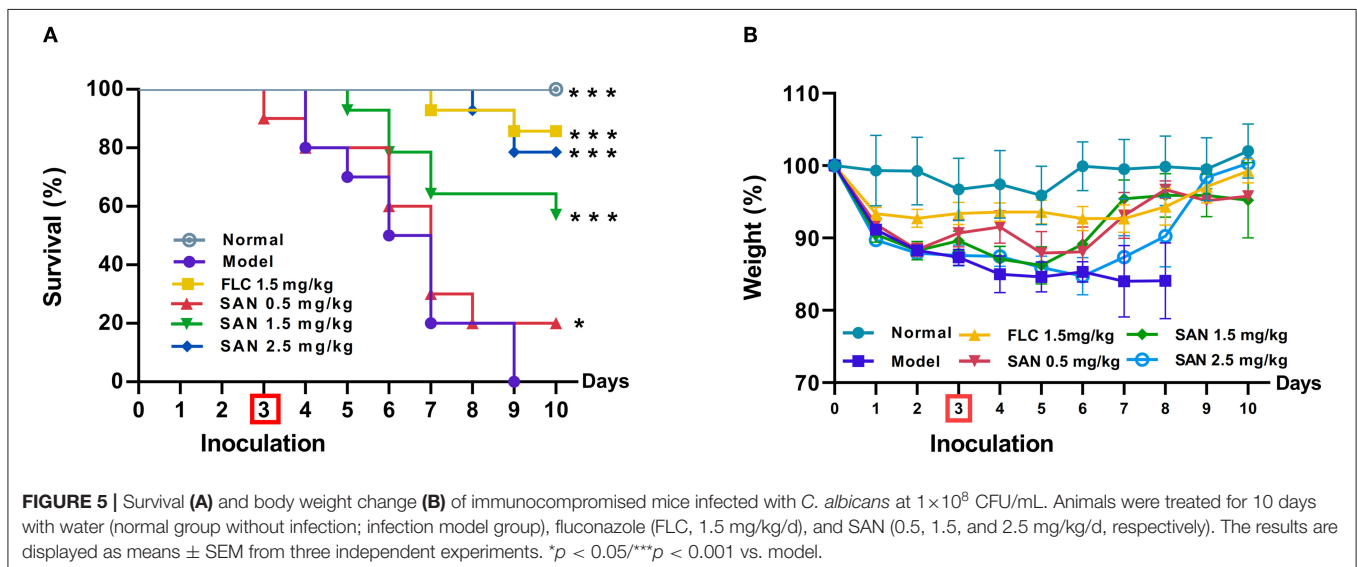 A
Survival (%)
100
80
60
40
20
0
0 1 2 3 4 5 6 7 8 9 10
Days
Inoculation
Normal
Model
FLC 1.5 mg/kg
SAN 0.5 mg/kg
SAN 1.5 mg/kg
SAN 2.5 mg/kg
* * *
* * *
* * *
* * *
*
B
Weight (%)
110
100
90
80
70
0 1 2 3 4 5 6 7 8 9 10
Days
Inoculation
Normal FLC 1.5mg/kg SAN 1.5 mg/kg
Model SAN 0.5 mg/kg SAN 2.5 mg/kg
FIGURE 5 | Survival (A) and body weight change (B) of immunocompromised mice infected with C. albicans at 1×10⁸ CFU/mL. Animals were treated for 10 days
with water (normal group without infection; infection model group), fluconazole (FLC, 1.5 mg/kg/d), and SAN (0.5, 1.5, and 2.5 mg/kg/d, respectively). The results are
displayed as means ± SEM from three independent experiments. *p < 0.05/***p < 0.001 vs. model.